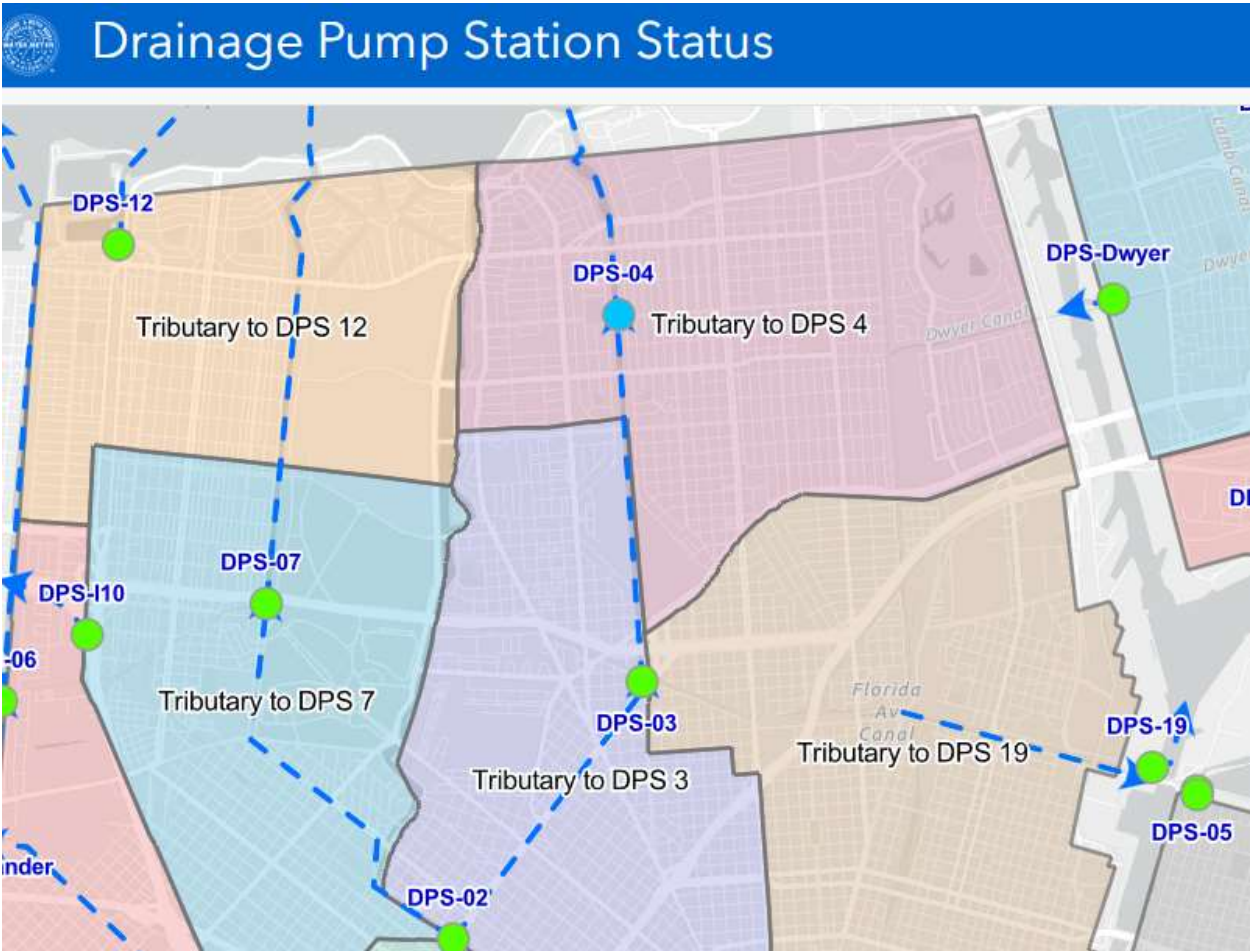 Drainage Pump Station Status
DPS-12
DPS-04
DPS-Dwyer
Lamb Canal
Tributary to DPS 12
Tributary to DPS 4
Dwyer Canal
DPS-07
DPS-I10
-06
Tributary to DPS 7
Florida
Av
Canal
DPS-03
DPS-19
Tributary to DPS 3
Tributary to DPS 19
DPS-05
DPS-02